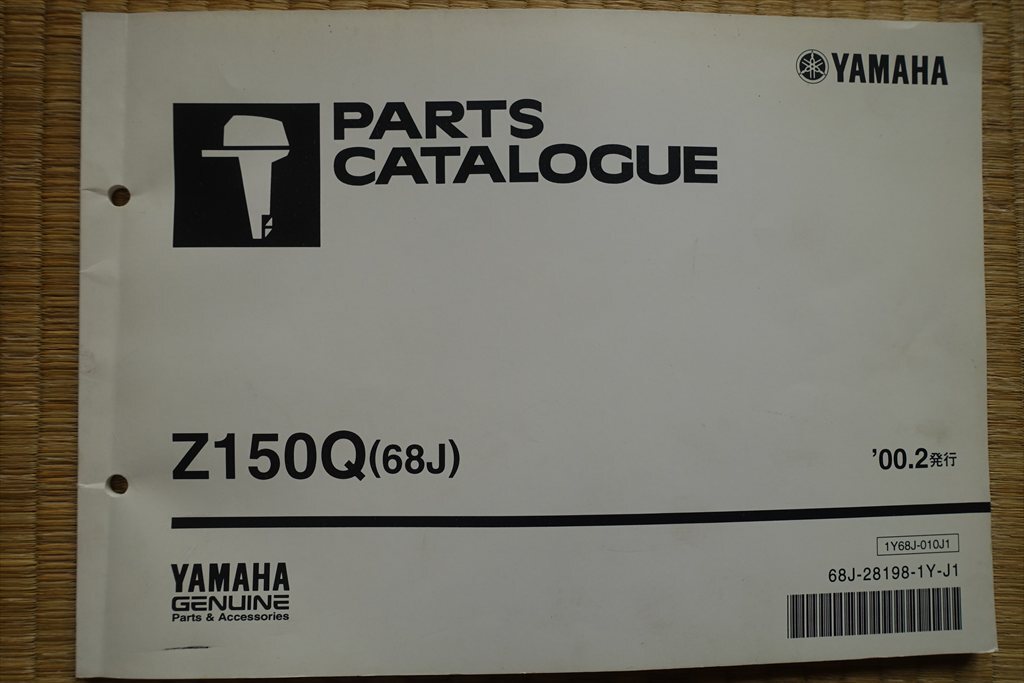 YAMAHA
PARTS
CATALOGUE
Z150Q(68J)
'00.2発行
1Y68J-010J1
68J-28198-1Y-J1
YAMAHA
GENUINE
Parts & Accessories